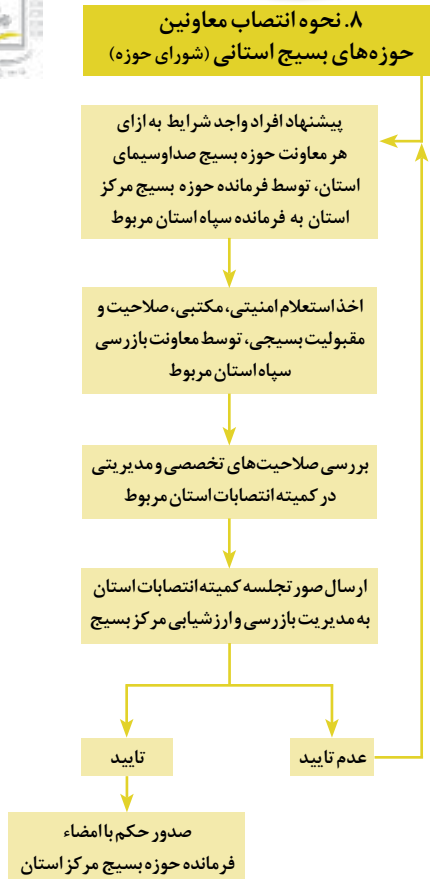 ۸. نحوه انتصاب معاونین
حوزه‌های بسیج استانی (شورای حوزه)
پیشنهاد افراد واجد شرایط به ازای
هر معاونت حوزه بسیج صداوسیمای
استان، توسط فرمانده حوزه بسیج مرکز
استان به فرمانده سپاه استان مربوط
اخذ استعلام امنیتی، مکتبی، صلاحیت و
مقبولیت بسیجی، توسط معاونت بازرسی
سپاه استان مربوط
بررسی صلاحیت‌های تخصصی و مدیریتی
در کمیته انتصابات استان مربوط
ارسال صورتجلسه کمیته انتصابات استان
به مدیریت بازرسی و ارزشیابی مرکز بسیج
عدم تایید
تایید
صدور حکم با امضاء
فرمانده حوزه بسیج مرکز استان